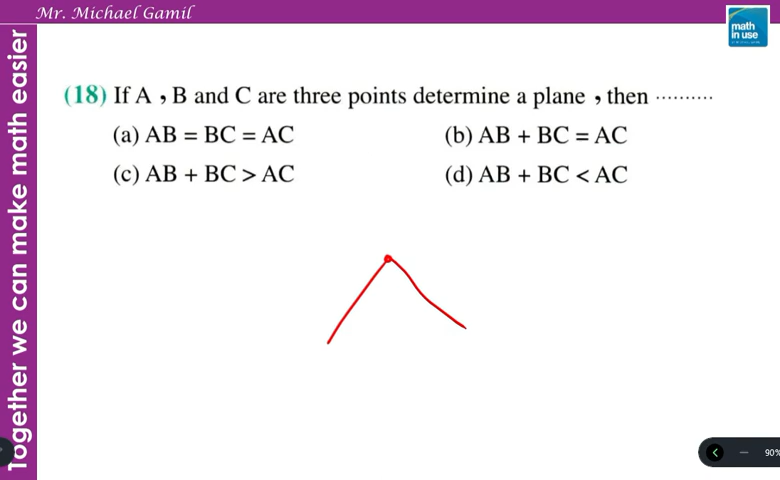 Mr. Michael Gamil
math
in use
Together we can make math easier
(18) If A , B and C are three points determine a plane , then ··········
(a) AB = BC = AC
(b) AB + BC = AC
(c) AB + BC > AC
(d) AB + BC < AC
90%